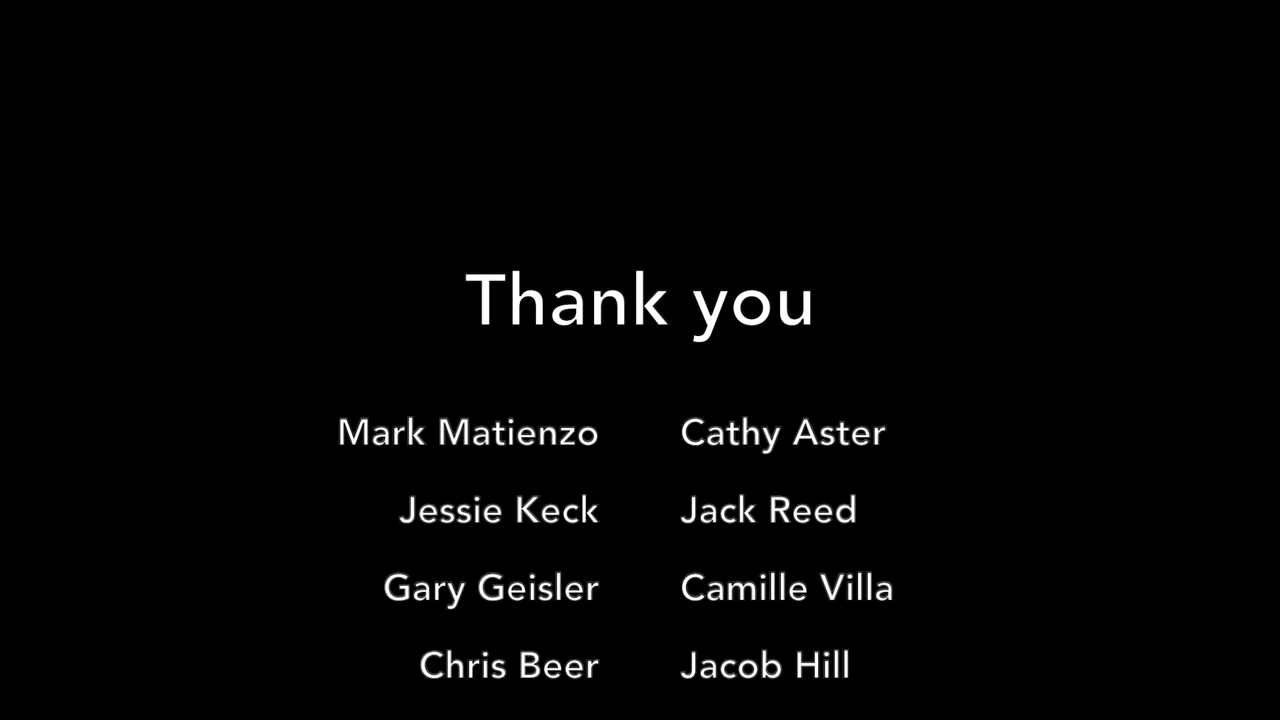 Thank you
Mark Matienzo Cathy Aster
Jessie Keck Jack Reed
Gary Geisler Camille Villa
Chris Beer Jacob Hill